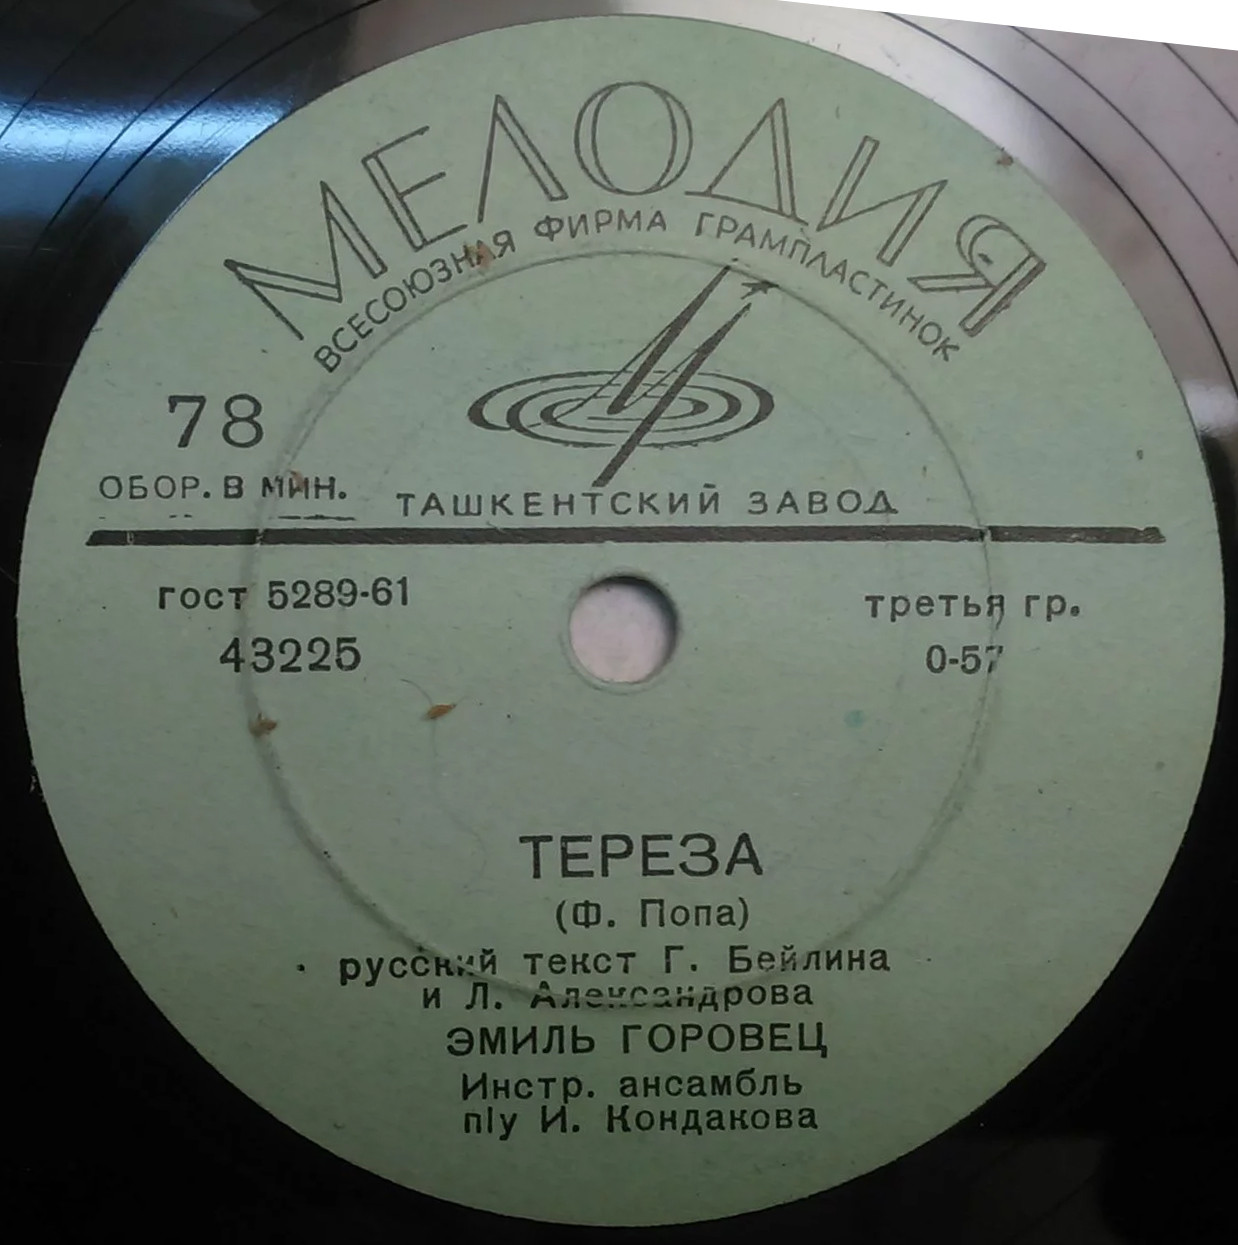 МЕЛОДИЯ
ВСЕСОЮЗНАЯ ФИРМА ГРАМПЛАСТИНОК
78
ОБОР. В МИН.
ТАШКЕНТСКИЙ ЗАВОД
гост 5289-61
третья гр.
43225
0-57
ТЕРЕЗА
(Ф. Попа)
русский текст Г. Бейлина
и Л. Александрова
ЭМИЛЬ ГОРОВЕЦ
Инстр. ансамбль
п/у И. Кондакова